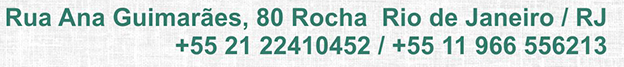 Rua Ana Guimarães, 80 Rocha  Rio de Janeiro / RJ
+55 21 22410452 / +55 11 966 556213